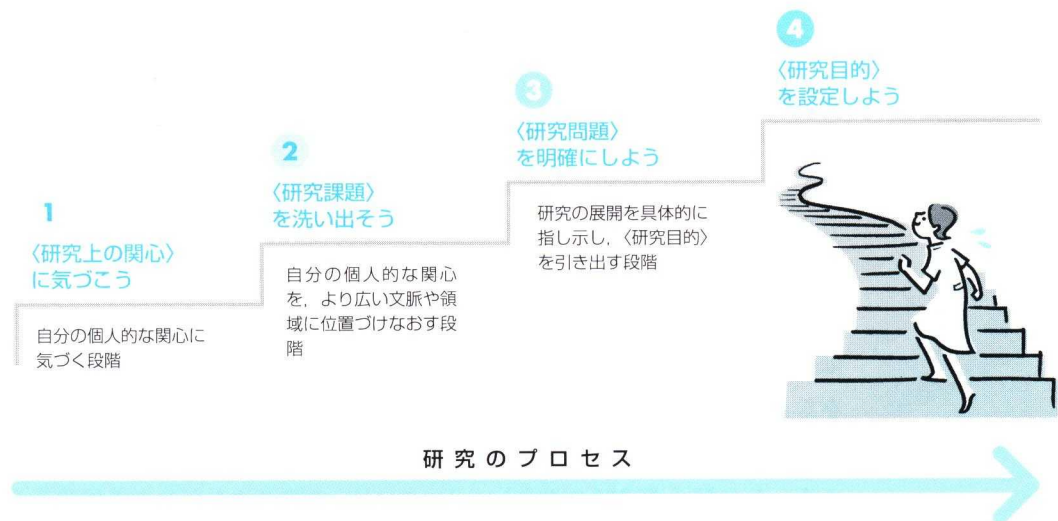 1
〈研究上の関心〉
に気づこう
自分の個人的な関心に
気づく段階
2
〈研究課題〉
を洗い出そう
自分の個人的な関心
を，より広い文脈や領
域に位置づけなおす段
階
3
〈研究問題〉
を明確にしよう
研究の展開を具体的に
指し示し，〈研究目的〉
を引き出す段階
4
〈研究目的〉
を設定しよう
研究のプロセス